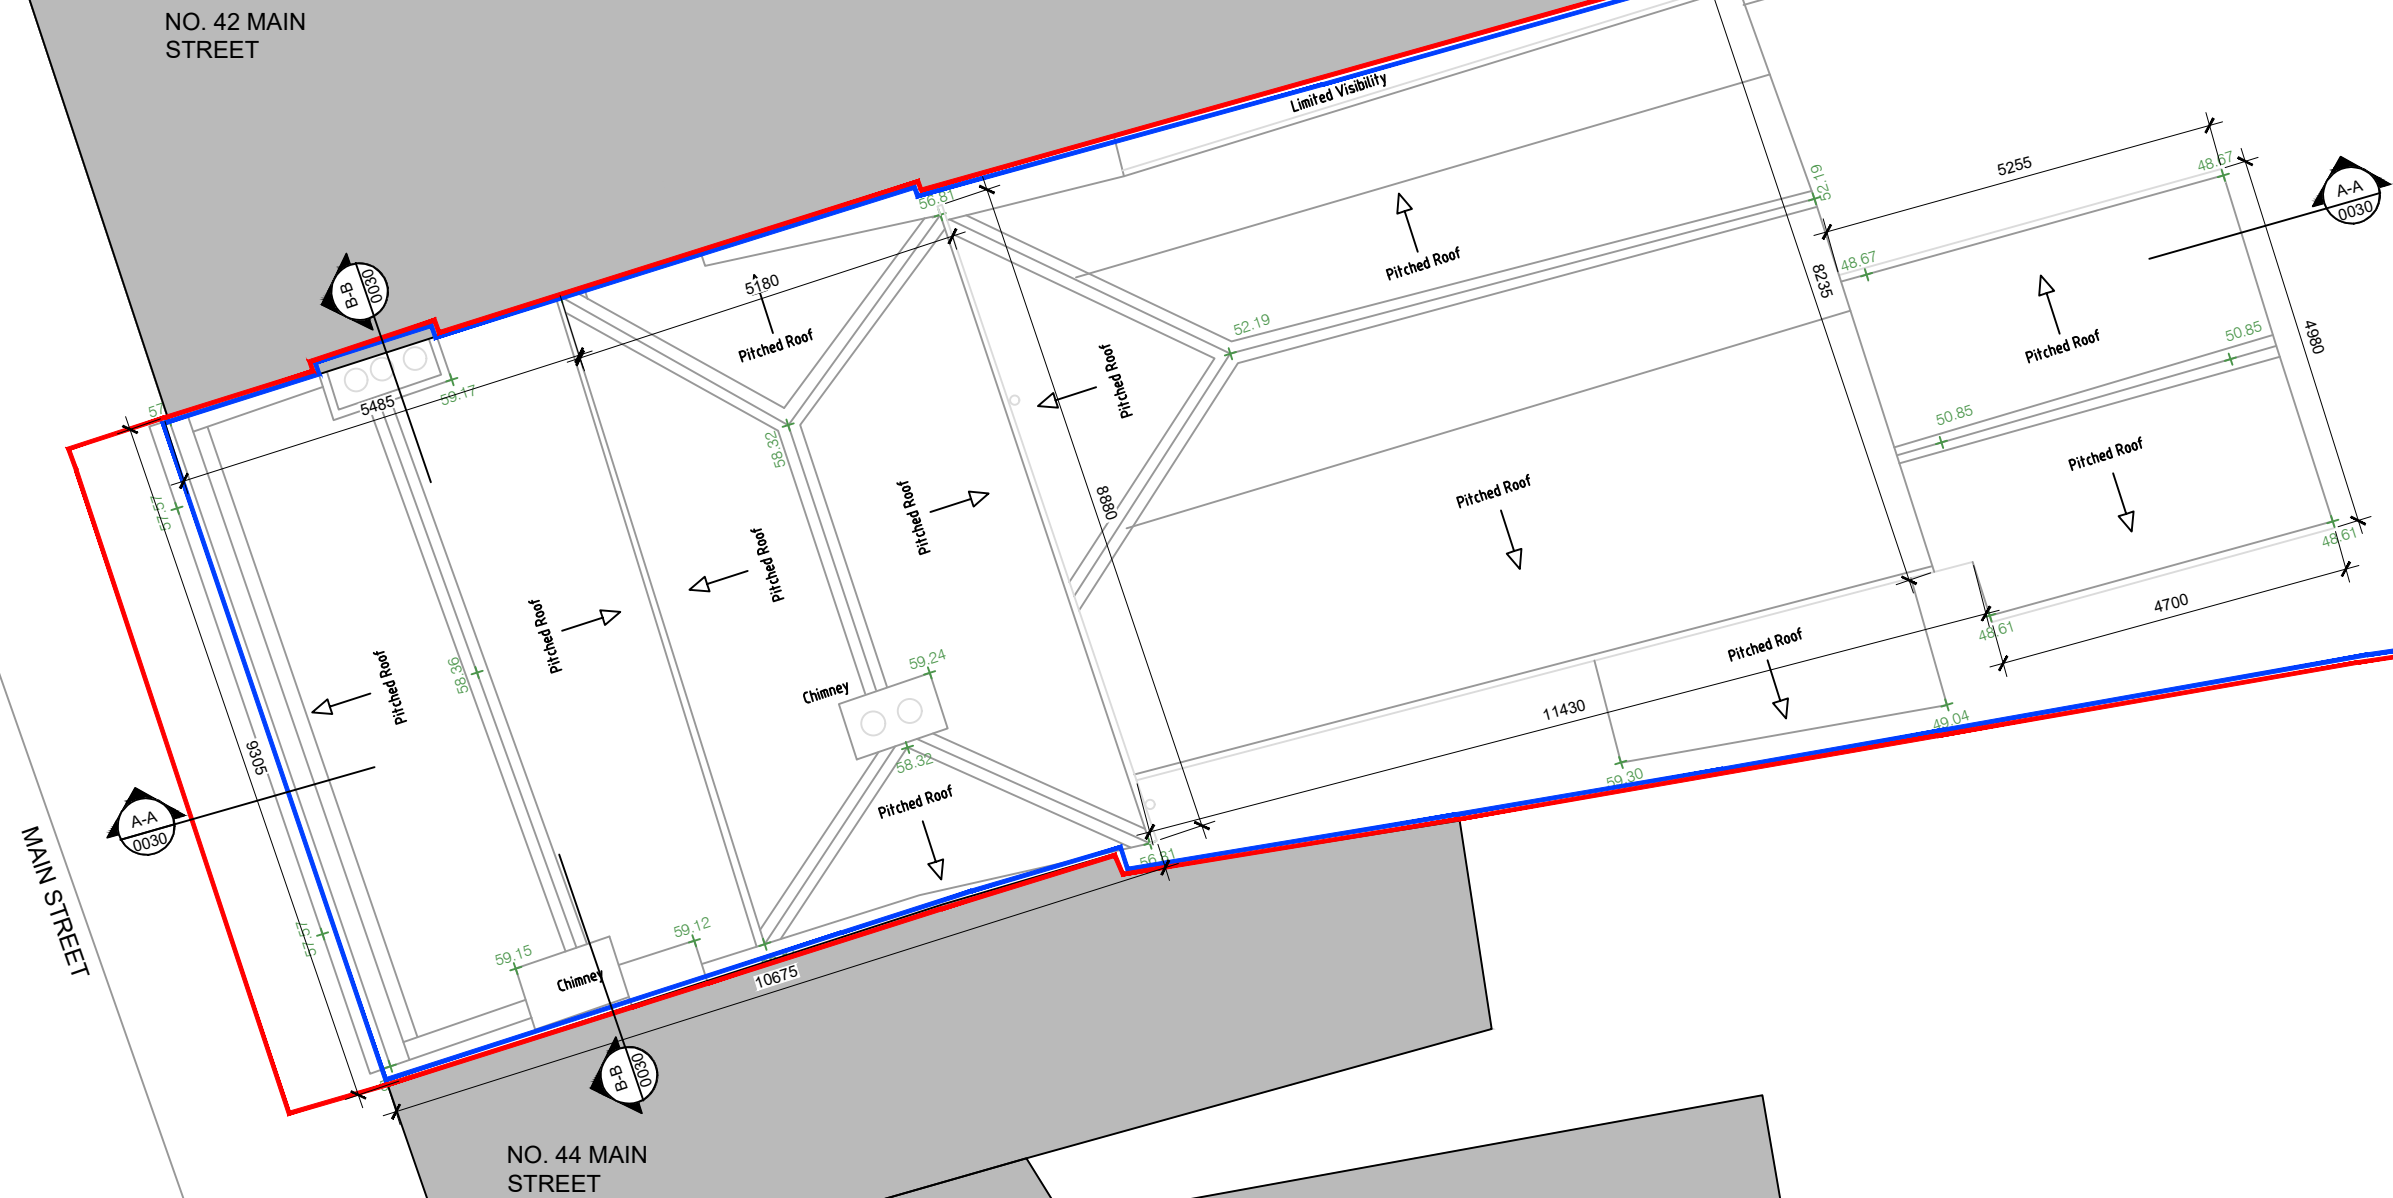 NO. 42 MAIN
STREET
Limited Visibility
5255
48.67
A-A
0030
56.81
52.19
B-B
0030
5180
Pitched Roof
Pitched Roof
48.67
8235
Pitched Roof
4980
52.19
50.85
59.17
5485
57
Pitched Roof
50.85
58.32
Pitched Roof
57.57
8880
Pitched Roof
Pitched Roof
Pitched Roof
48.61
Pitched Roof
Pitched Roof
4700
48.61
58.36
Pitched Roof
Pitched Roof
59.24
Chimney
11430
49.04
9305
58.32
59.30
Pitched Roof
A-A
0030
56.81
MAIN STREET
57.57
59.12
59.15
Chimney
10675
B-B
0030
NO. 44 MAIN
STREET